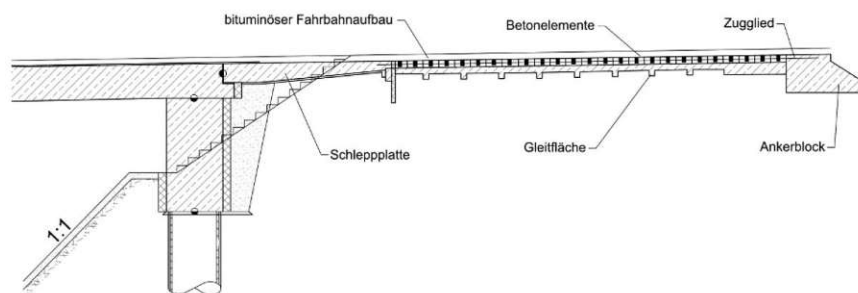 bituminöser Fahrbahnaufbau
Betonelemente
Zugglied
Schleppplatte
Gleitfläche
Ankerblock
1:1